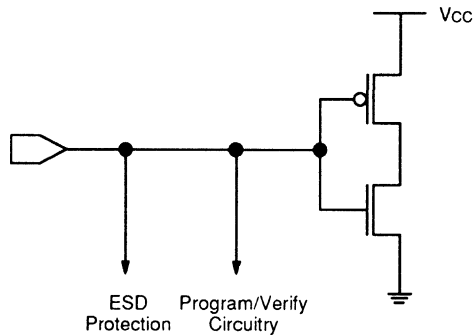 Vcc
ESD
Protection
Program/Verify
Circuitry